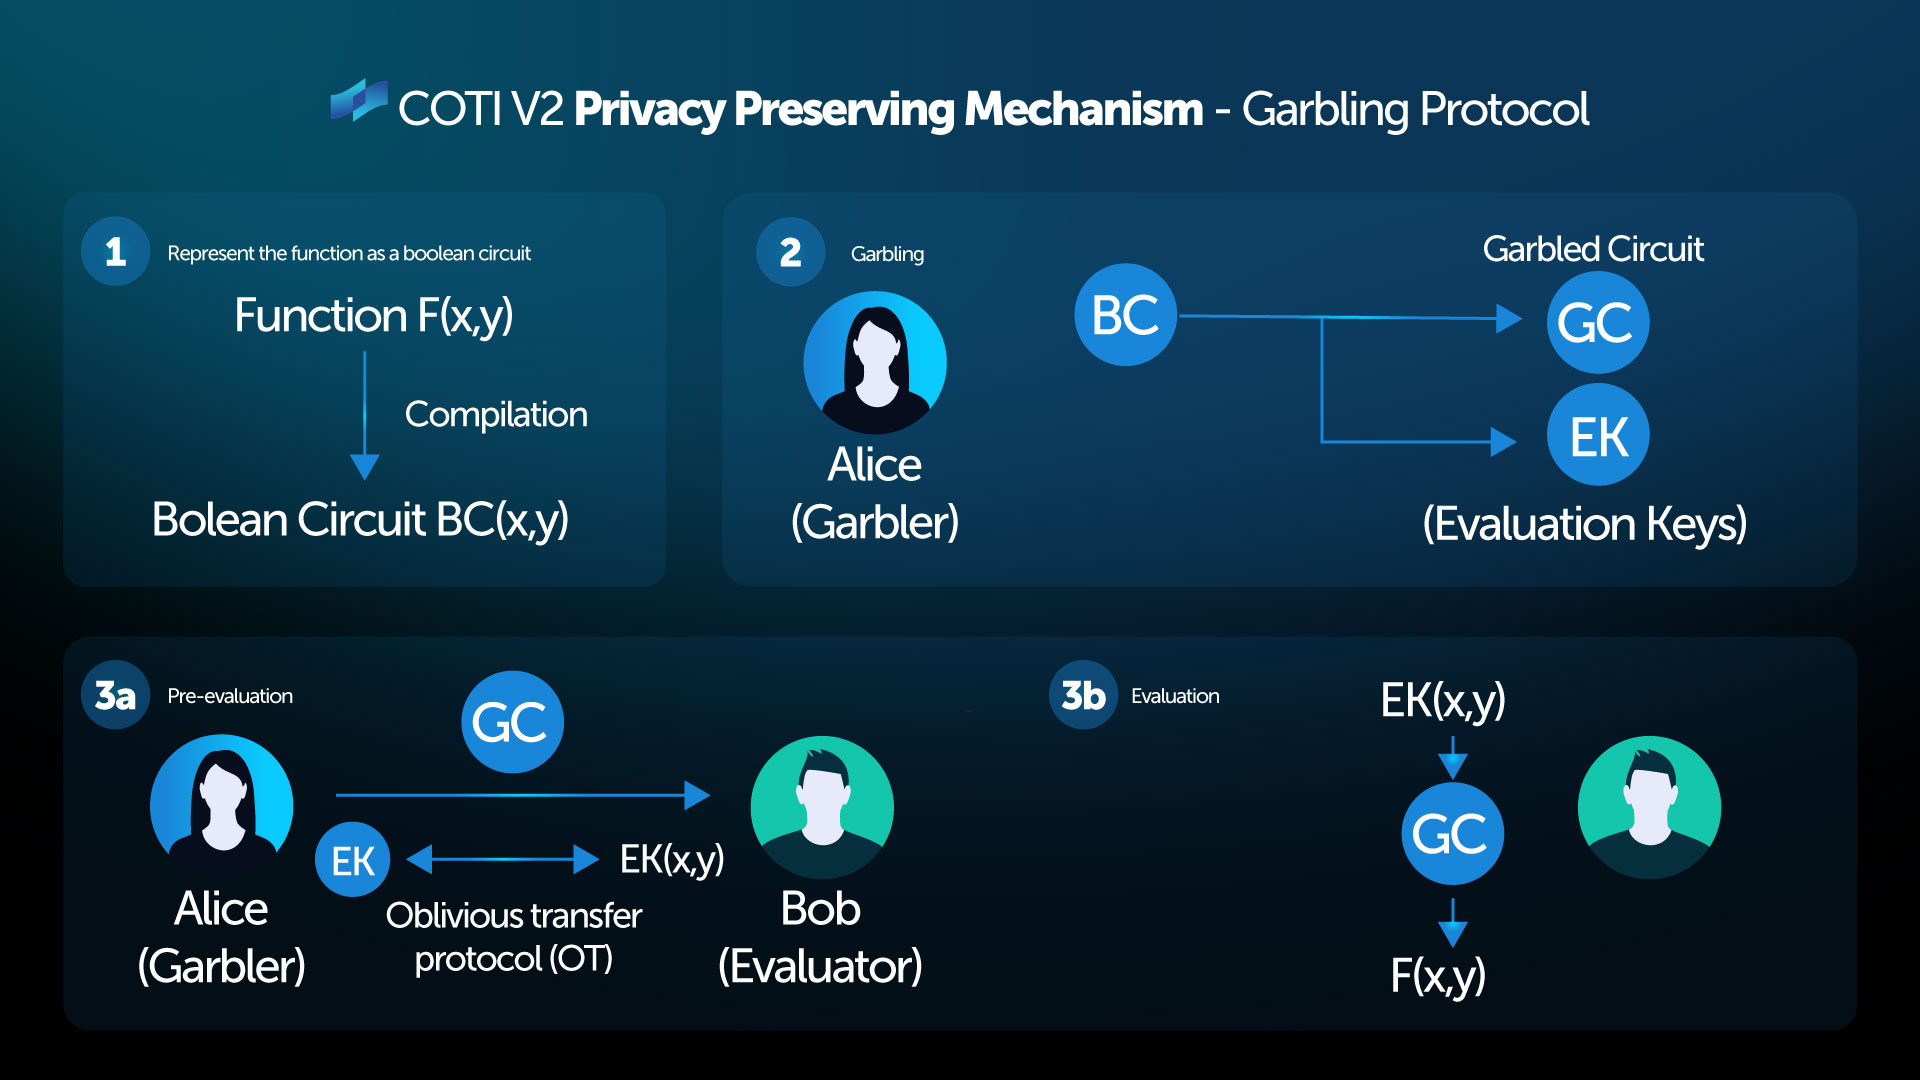 COTI V2 Privacy Preserving Mechanism - Garbling Protocol
1
Represent the function as a boolean circuit
Function F(x,y)
Compilation
Bolean Circuit BC(x,y)
2
Garbling
Alice
(Garbler)
BC
Garbled Circuit
GC
EK
(Evaluation Keys)
3a
Pre-evaluation
GC
EK
EK(x,y)
Oblivious transfer
protocol (OT)
Alice
(Garbler)
Bob
(Evaluator)
3b
Evaluation
EK(x,y)
GC
F(x,y)